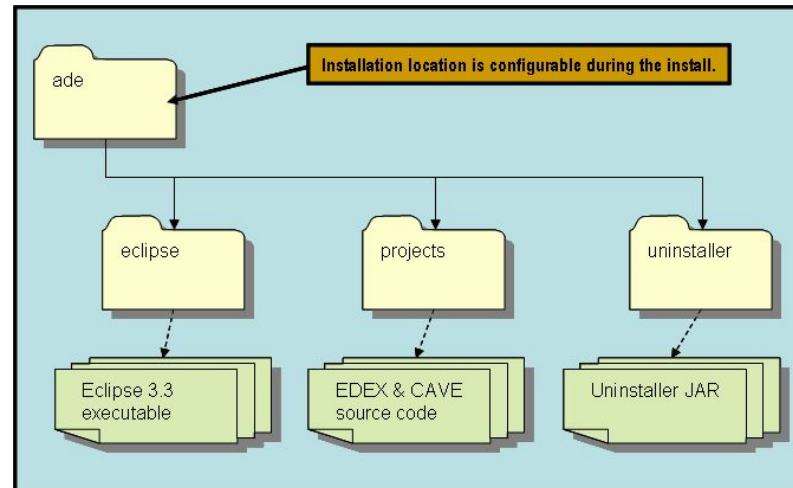 ade
Installation location is configurable during the install.
eclipse
projects
uninstaller
Eclipse 3.3
executable
EDEX & CAVE
source code
Uninstaller JAR